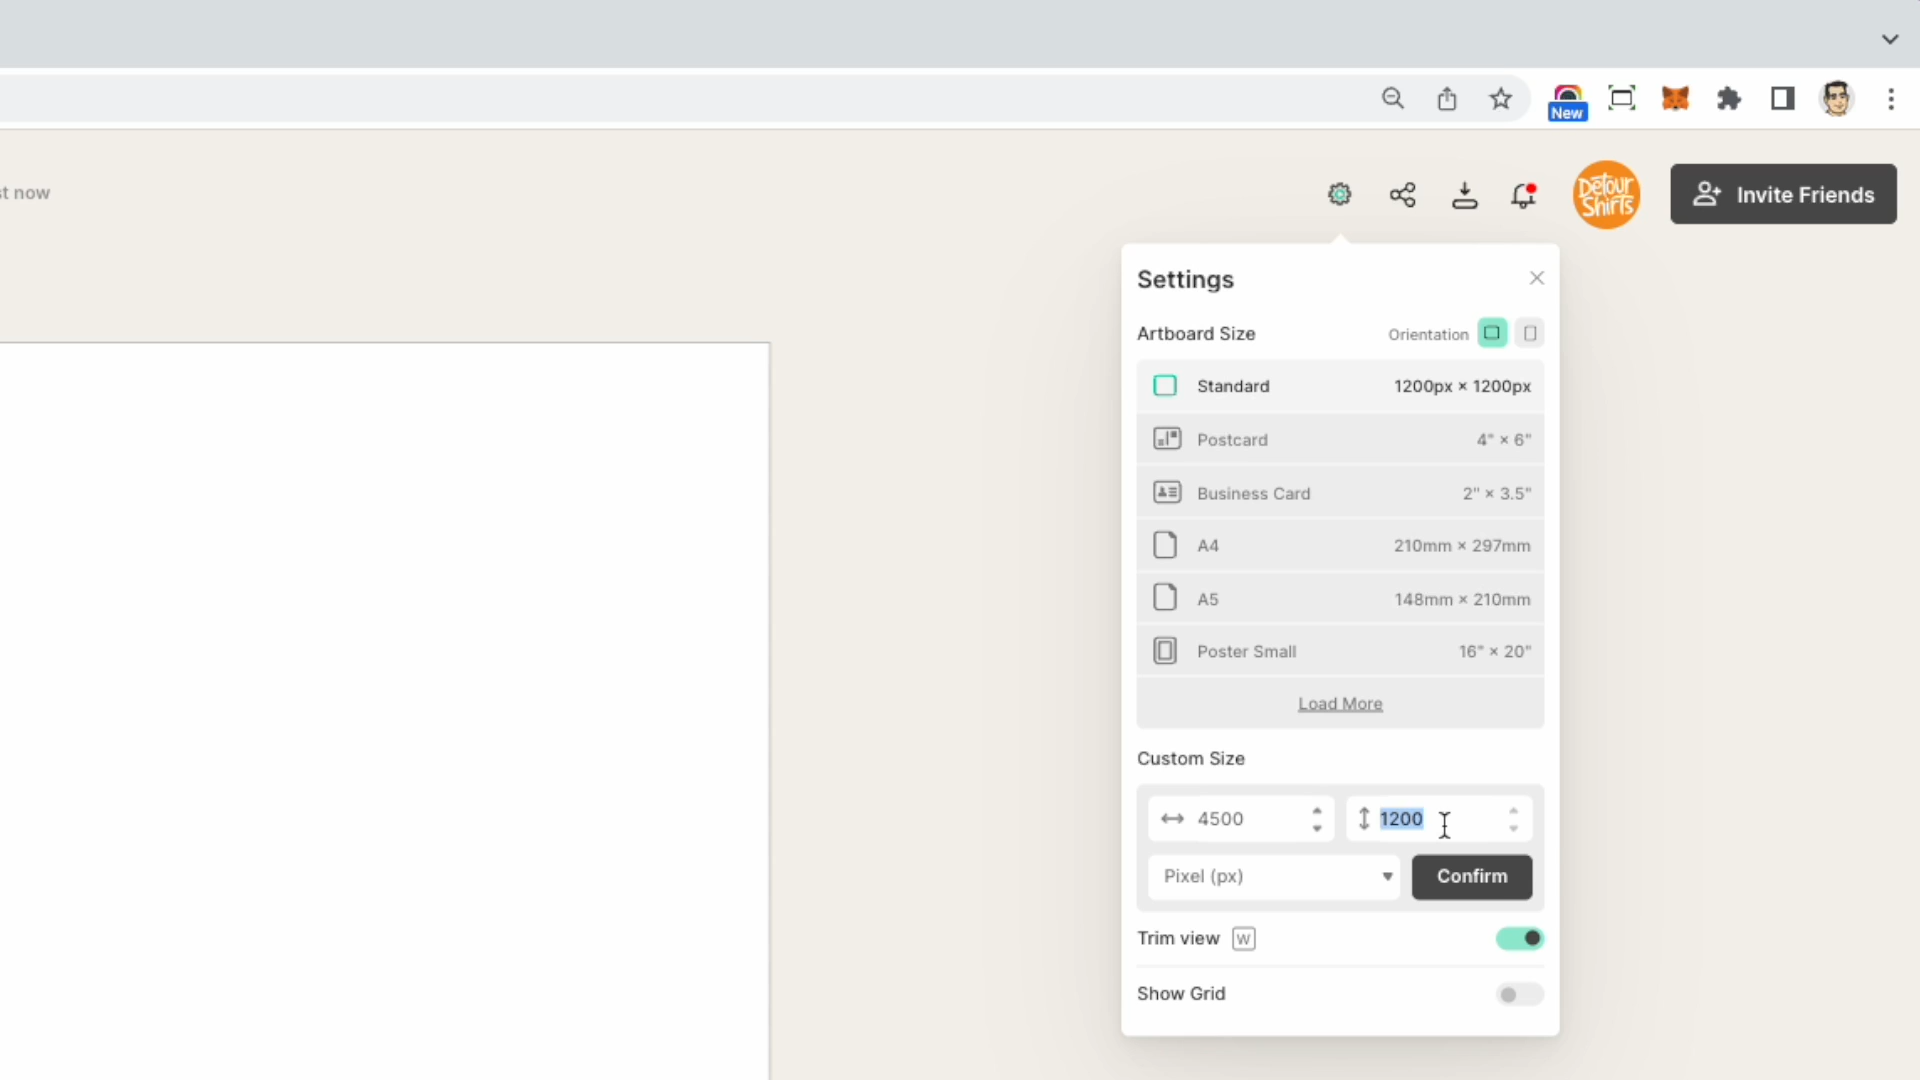 New
st now
Detour
Shirts
Invite Friends
Settings
Artboard Size
Orientation
Standard
1200px × 1200px
Postcard
4" × 6"
Business Card
2" × 3.5"
A4
210mm × 297mm
A5
148mm × 210mm
Poster Small
16" × 20"
Load More
Custom Size
4500
1200
Pixel (px)
Confirm
Trim view
W
Show Grid